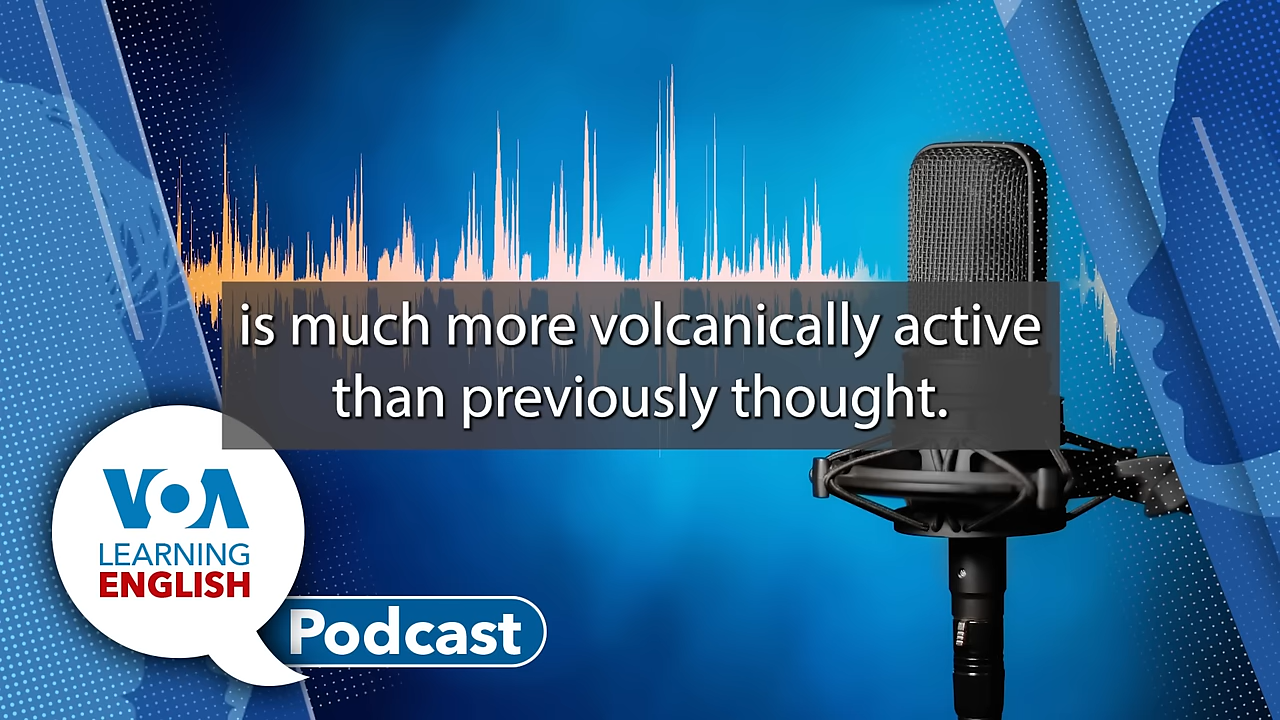 is much more volcanically active
than previously thought.
VOA
LEARNING
ENGLISH
Podcast